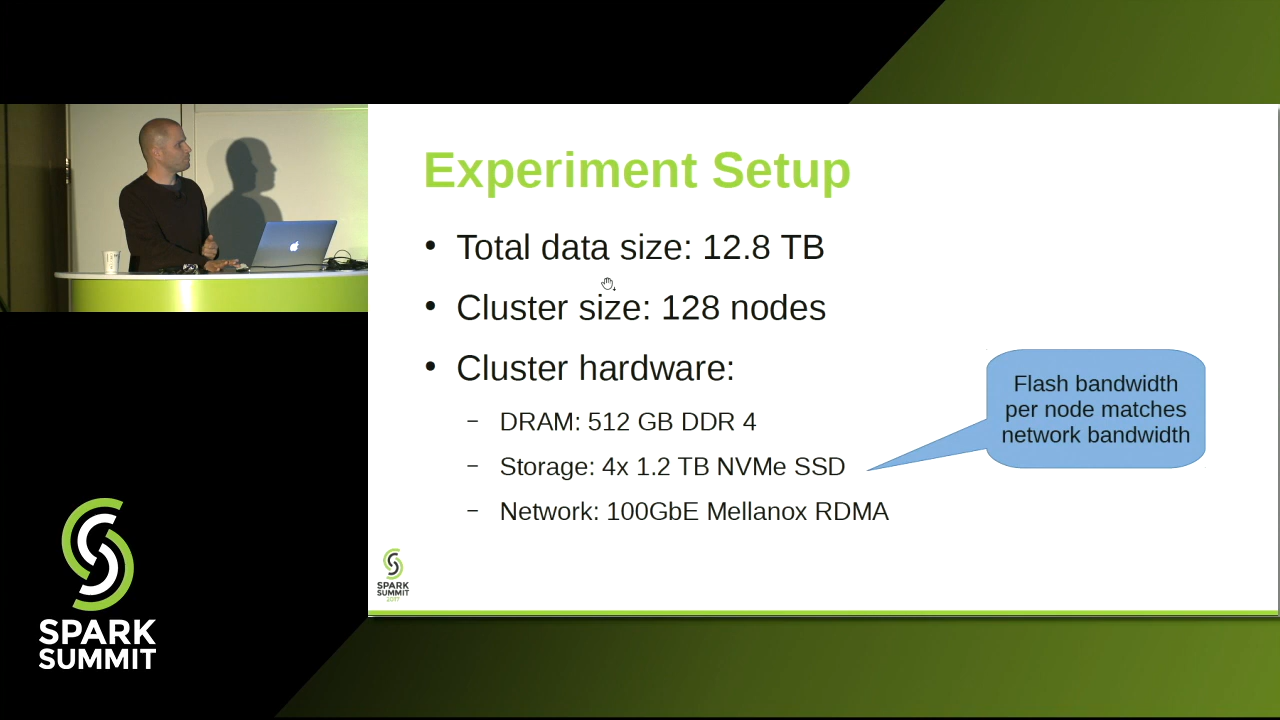 Experiment Setup
• Total data size: 12.8 TB
• Cluster size: 128 nodes
• Cluster hardware:
– DRAM: 512 GB DDR 4
– Storage: 4x 1.2 TB NVMe SSD
– Network: 100GbE Mellanox RDMA
Flash bandwidth
per node matches
network bandwidth
SPARK
SUMMIT
2017
SPARK
SUMMIT